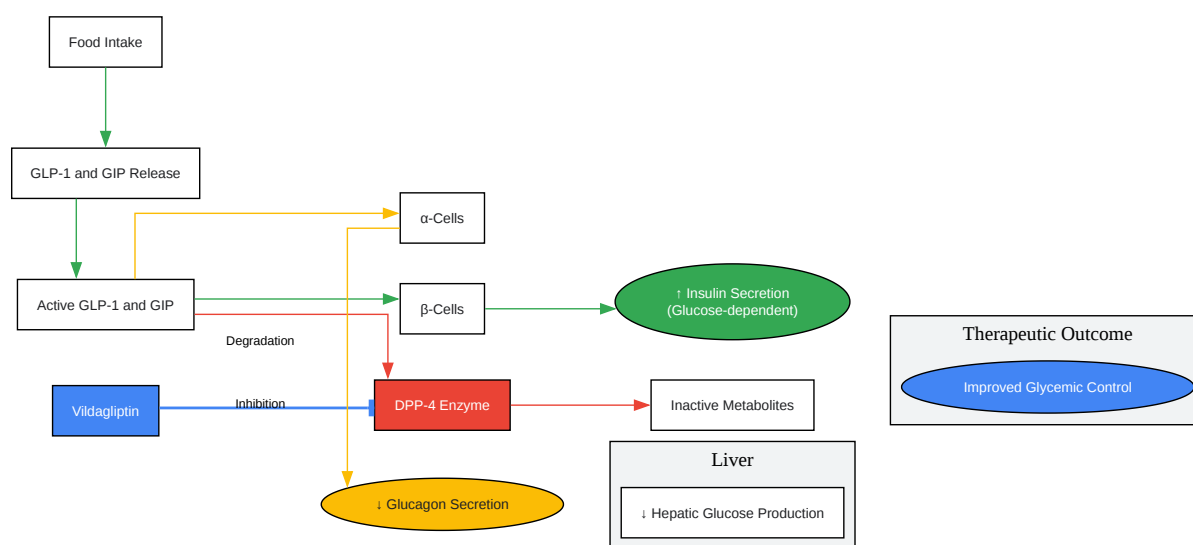 Food Intake
GLP-1 and GIP Release
α-Cells
Active GLP-1 and GIP
β-Cells
↑ Insulin Secretion
(Glucose-dependent)
Degradation
Therapeutic Outcome
Improved Glycemic Control
Vildagliptin
Inhibition
DPP-4 Enzyme
Inactive Metabolites
Liver
↓ Glucagon Secretion
↓ Hepatic Glucose Production